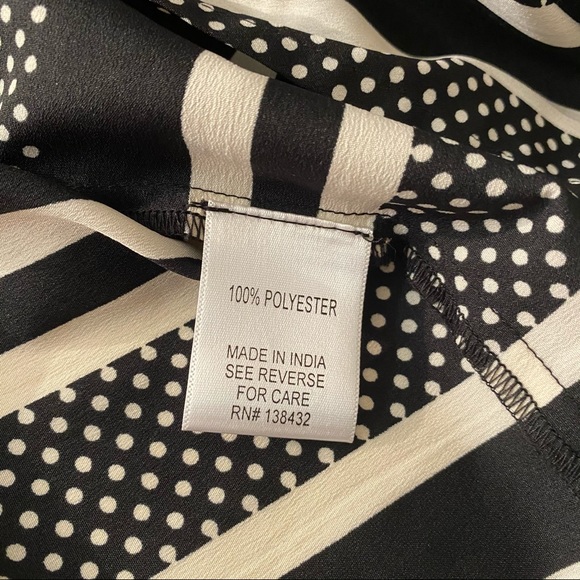 100% POLYESTER
MADE IN INDIA
SEE REVERSE
FOR CARE
RN# 138432